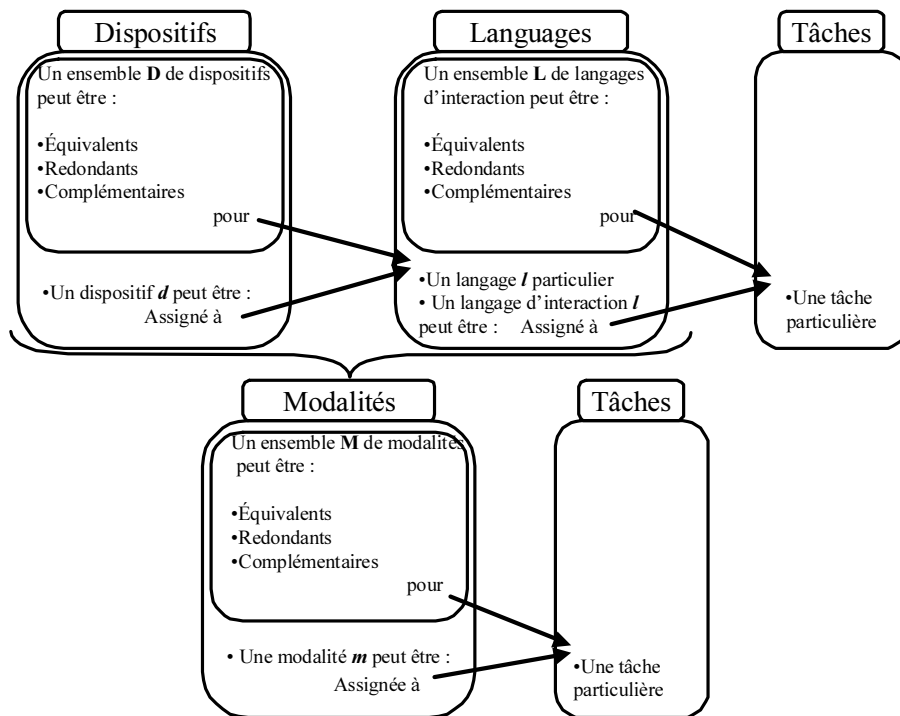 Dispositifs
Un ensemble D de dispositifs
peut être :
•Équivalents
•Redondants
•Complémentaires
pour
•Un dispositif d peut être :
Assigné à
Languages
Un ensemble L de langages
d’interaction peut être :
•Équivalents
•Redondants
•Complémentaires
pour
•Un langage l particulier
• Un langage d’interaction l
peut être : Assigné à
Tâches
•Une tâche
particulière
Modalités
Un ensemble M de modalités
peut être :
•Équivalents
•Redondants
•Complémentaires
pour
• Une modalité m peut être :
Assignée à
Tâches
•Une tâche
particulière